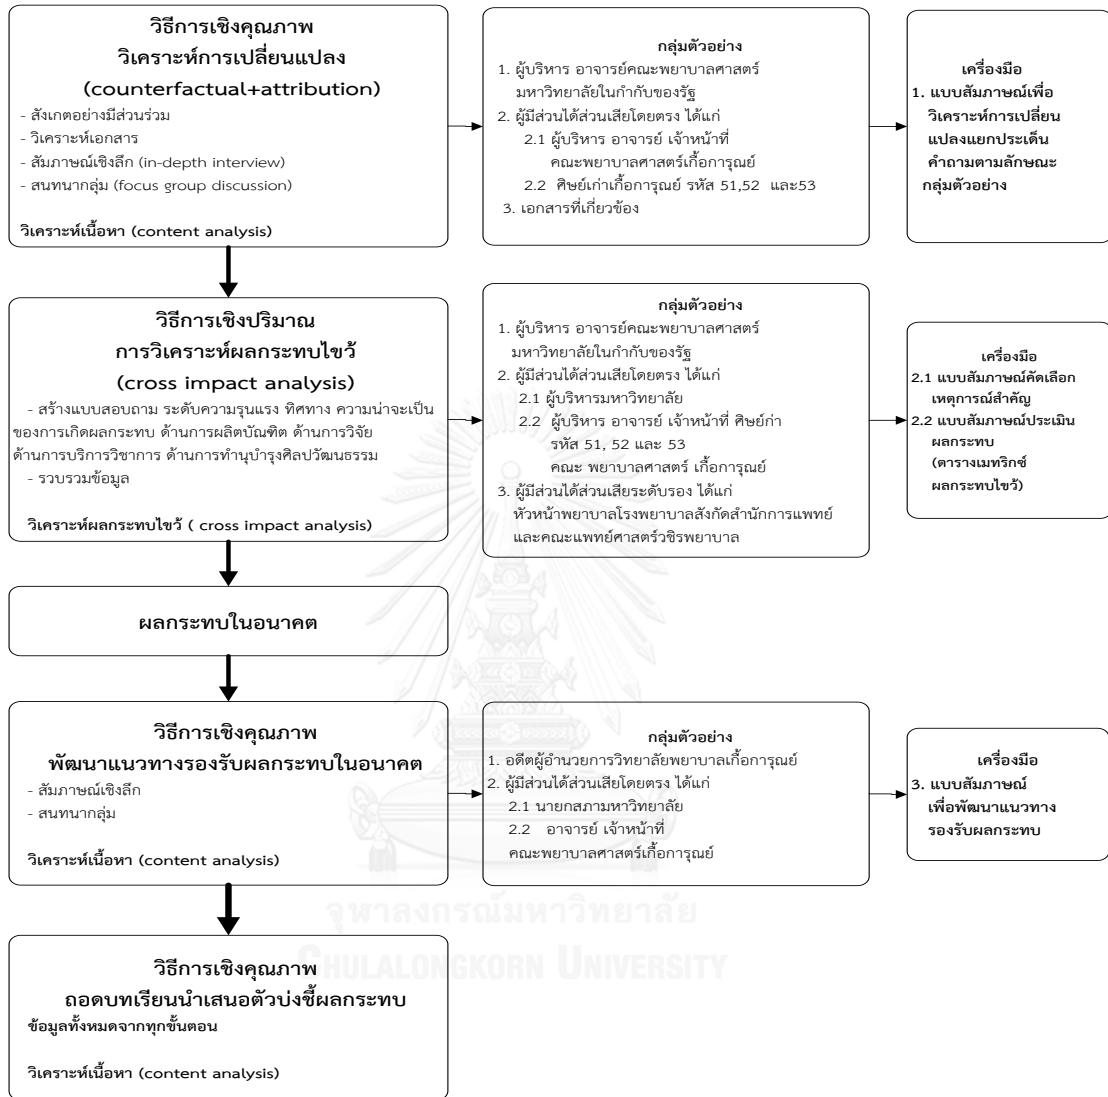 วิธีการเชิงคุณภาพ
วิเคราะห์การเปลี่ยนแปลง
(counterfactual+attribution)
- สังเกตอย่างมีส่วนร่วม
- วิเคราะห์เอกสาร
- สัมภาษณ์เชิงลึก (in-depth interview)
- สนทนากลุ่ม (focus group discussion)
วิเคราะห์เนื้อหา (content analysis)
กลุ่มตัวอย่าง
1. ผู้บริหาร อาจารย์คณะพยาบาลศาสตร์
มหาวิทยาลัยในกำกับของรัฐ
2. ผู้มีส่วนได้ส่วนเสียโดยตรง ได้แก่
2.1 ผู้บริหาร อาจารย์ เจ้าหน้าที่
คณะพยาบาลศาสตร์เกื้อการุณย์
2.2 ศิษย์เก่าเกื้อการุณย์ รหัส 51,52 และ53
3. เอกสารที่เกี่ยวข้อง
เครื่องมือ
1. แบบสัมภาษณ์เพื่อ
วิเคราะห์การเปลี่ยน
แปลงแยกประเด็น
คำถามตามลักษณะ
กลุ่มตัวอย่าง
วิธีการเชิงปริมาณ
การวิเคราะห์ผลกระทบไขว้
(cross impact analysis)
- สร้างแบบสอบถาม ระดับความรุนแรง ทิศทาง ความน่าจะเป็น
ของการเกิดผลกระทบ ด้านการผลิตบัณฑิต ด้านการวิจัย
ด้านการบริการวิชาการ ด้านการทำนุบำรุงศิลปวัฒนธรรม
- รวบรวมข้อมูล
วิเคราะห์ผลกระทบไขว้ ( cross impact analysis)
กลุ่มตัวอย่าง
1. ผู้บริหาร อาจารย์คณะพยาบาลศาสตร์
มหาวิทยาลัยในกำกับของรัฐ
2. ผู้มีส่วนได้ส่วนเสียโดยตรง ได้แก่
2.1 ผู้บริหารมหาวิทยาลัย
2.2 ผู้บริหาร อาจารย์ เจ้าหน้าที่ ศิษย์ก่า
รหัส 51, 52 และ 53
คณะ พยาบาลศาสตร์ เกื้อการุณย์
3. ผู้มีส่วนได้ส่วนเสียระดับรอง ได้แก่
หัวหน้าพยาบาลโรงพยาบาลสังกัดสำนักการแพทย์
และคณะแพทย์ศาสตร์วชิรพยาบาล
เครื่องมือ
2.1 แบบสัมภาษณ์คัดเลือก
เหตุการณ์สำคัญ
2.2 แบบสัมภาษณ์ประเมิน
ผลกระทบ
(ตารางเมทริกซ์
ผลกระทบไขว้)
ผลกระทบในอนาคต
วิธีการเชิงคุณภาพ
พัฒนาแนวทางรองรับผลกระทบในอนาคต
- สัมภาษณ์เชิงลึก
- สนทนากลุ่ม
วิเคราะห์เนื้อหา (content analysis)
กลุ่มตัวอย่าง
1. อดีตผู้อำนวยการวิทยาลัยพยาบาลเกื้อการุณย์
2. ผู้มีส่วนได้ส่วนเสียโดยตรง ได้แก่
2.1 นายกสภามหาวิทยาลัย
2.2 อาจารย์ เจ้าหน้าที่
คณะพยาบาลศาสตร์เกื้อการุณย์
เครื่องมือ
3. แบบสัมภาษณ์
เพื่อพัฒนาแนวทาง
รองรับผลกระทบ
จุฬาลงกรณ์มหาวิทยาลัย
CHULALONGKORN UNIVERSITY
วิธีการเชิงคุณภาพ
ถอดบทเรียนนำเสนอตัวบ่งชี้ผลกระทบ
ข้อมูลทั้งหมดจากทุกขั้นตอน
วิเคราะห์เนื้อหา (content analysis)